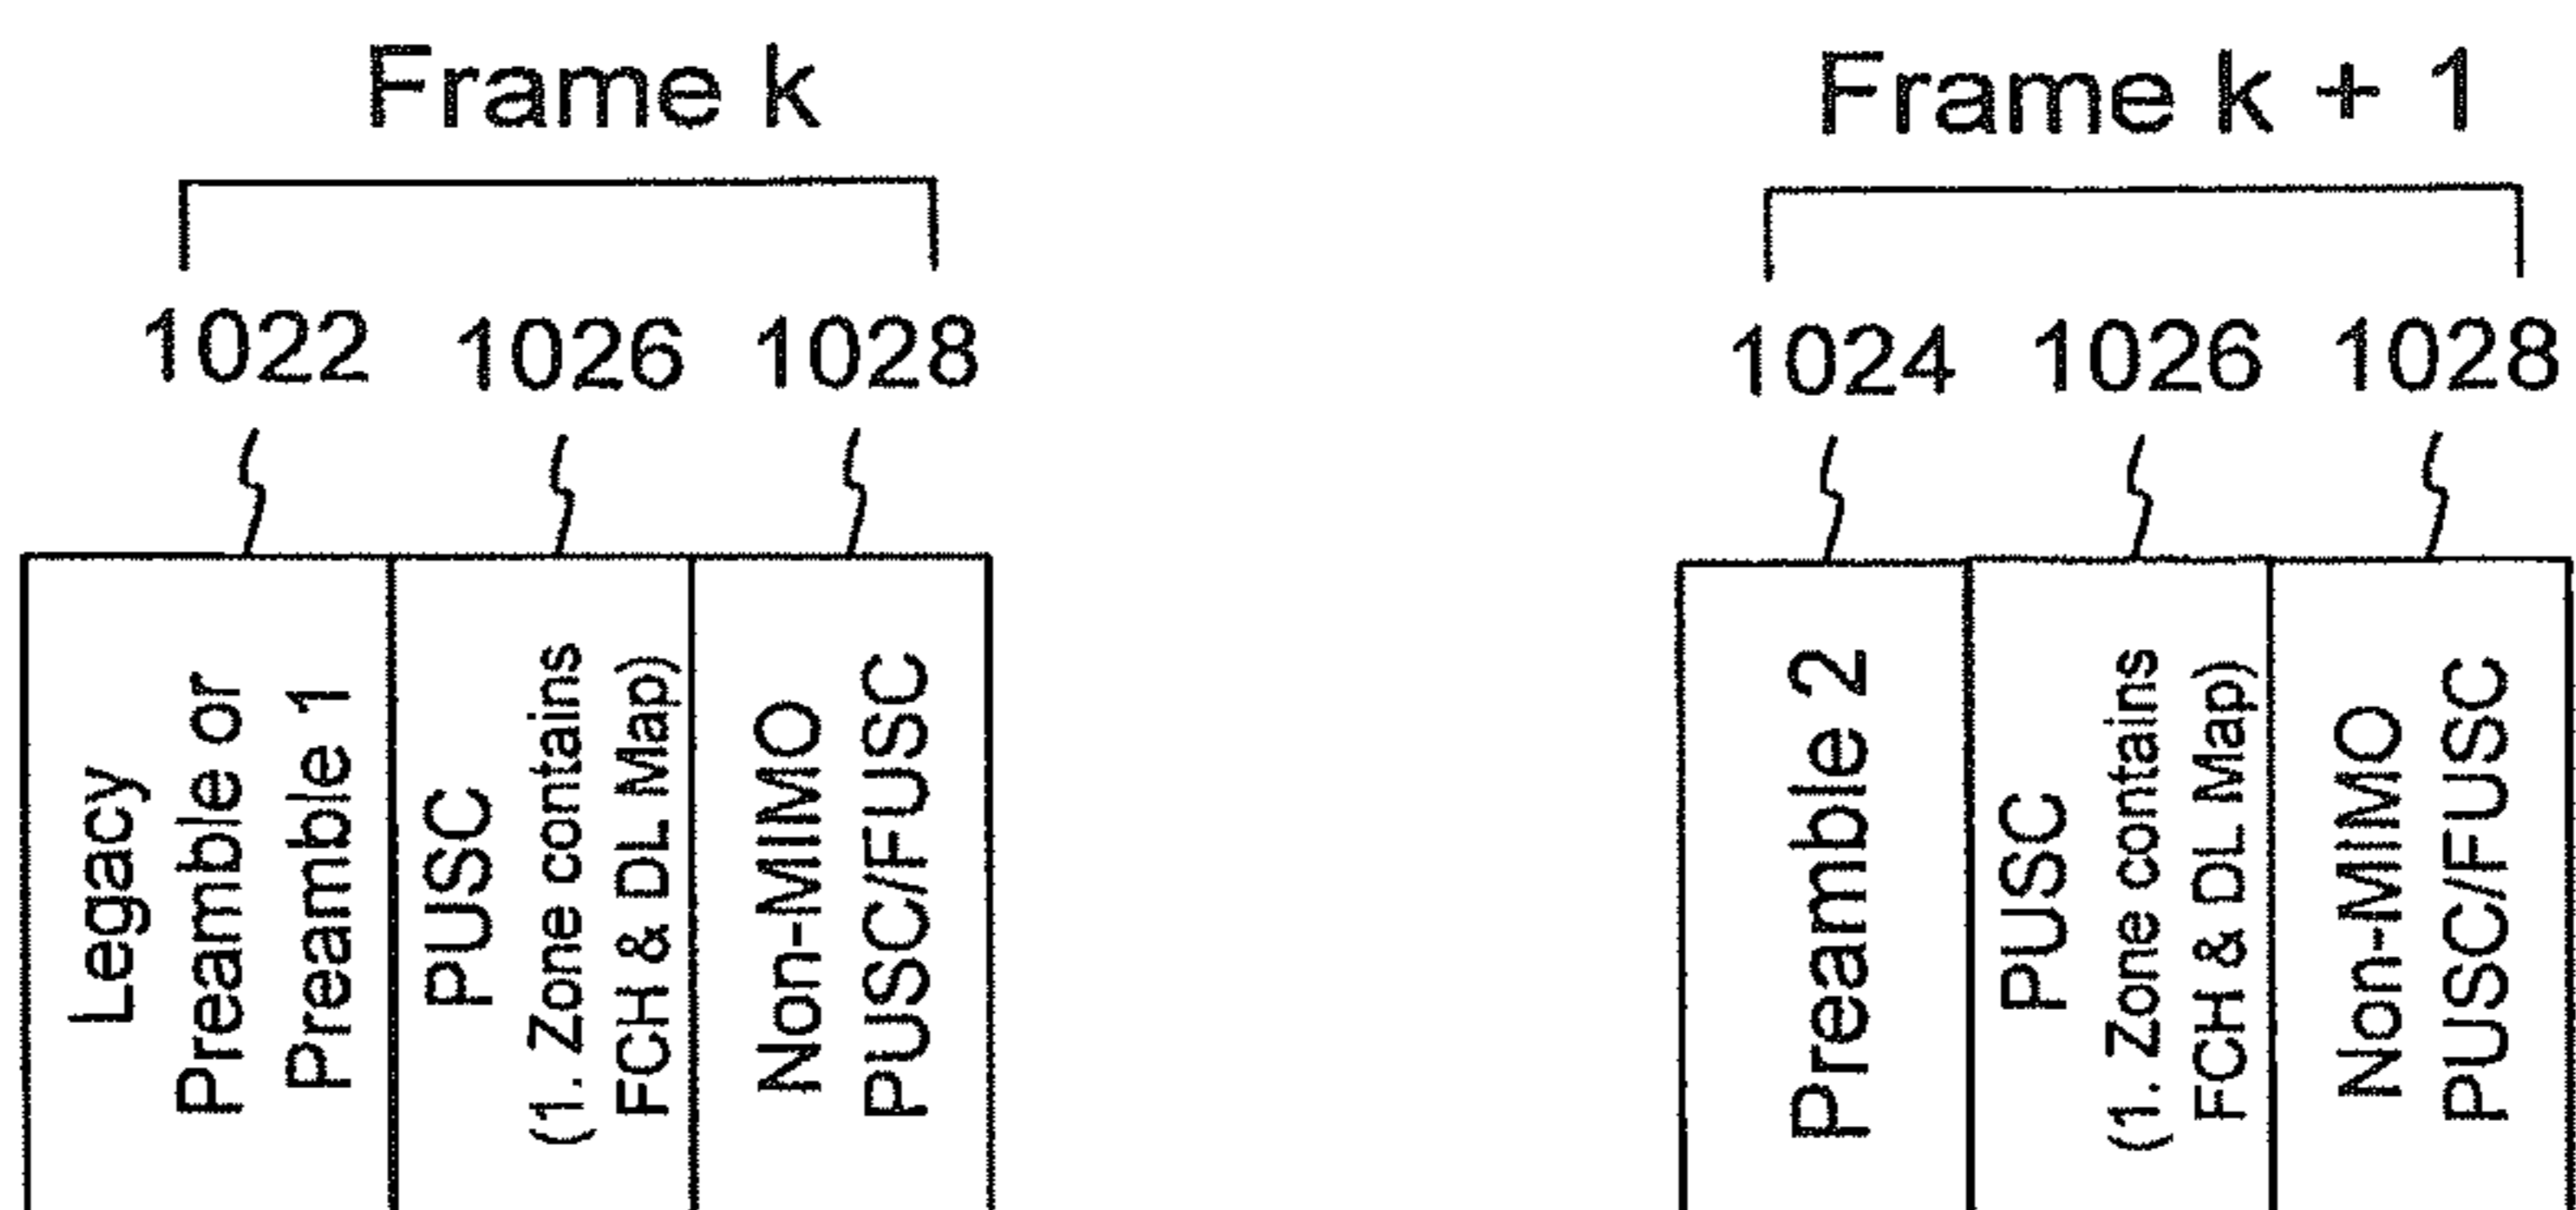 Frame k
1022 1026 1028
Legacy
Preamble or
Preamble 1
PUSC
(1. Zone contains
FCH & DL Map)
Non-MIMO
PUSC/FUSC
Frame k + 1
1024 1026 1028
Preamble 2
PUSC
(1. Zone contains
FCH & DL Map)
Non-MIMO
PUSC/FUSC